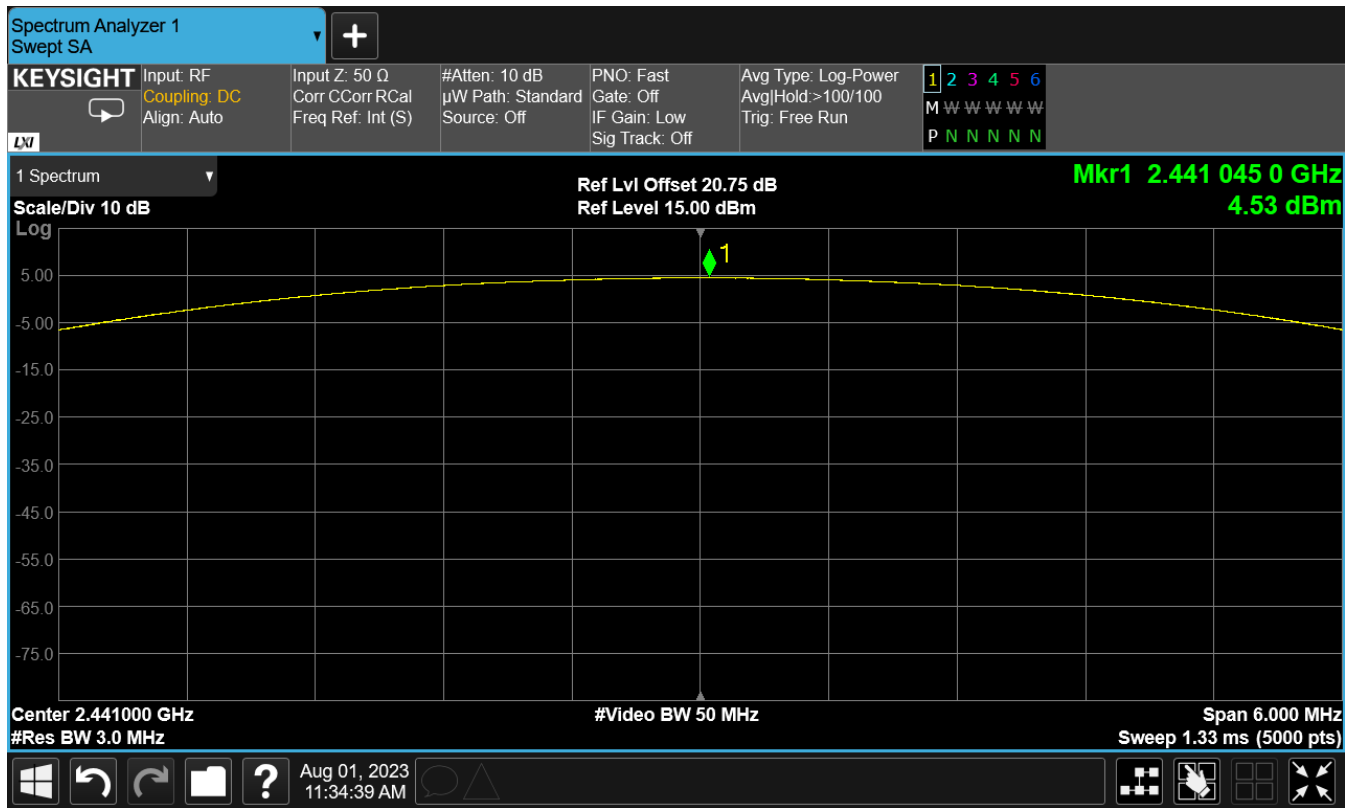 Spectrum Analyzer 1
Swept SA
KEYSIGHT
LXI
Input: RF
Coupling: DC
Align: Auto
Input Z: 50 Ω
Corr CCorr RCal
Freq Ref: Int (S)
#Atten: 10 dB
µW Path: Standard
Source: Off
PNO: Fast
Gate: Off
IF Gain: Low
Sig Track: Off
Avg Type: Log-Power
Avg|Hold:>100/100
Trig: Free Run
1 2 3 4 5 6
M W W W W W
P N N N N N
1 Spectrum
Scale/Div 10 dB
Log
Ref Lvl Offset 20.75 dB
Ref Level 15.00 dBm
Mkr1 2.441 045 0 GHz
4.53 dBm
1
5.00
-5.00
-15.0
-25.0
-35.0
-45.0
-55.0
-65.0
-75.0
Center 2.441000 GHz
#Res BW 3.0 MHz
#Video BW 50 MHz
Span 6.000 MHz
Sweep 1.33 ms (5000 pts)
?
Aug 01, 2023
11:34:39 AM